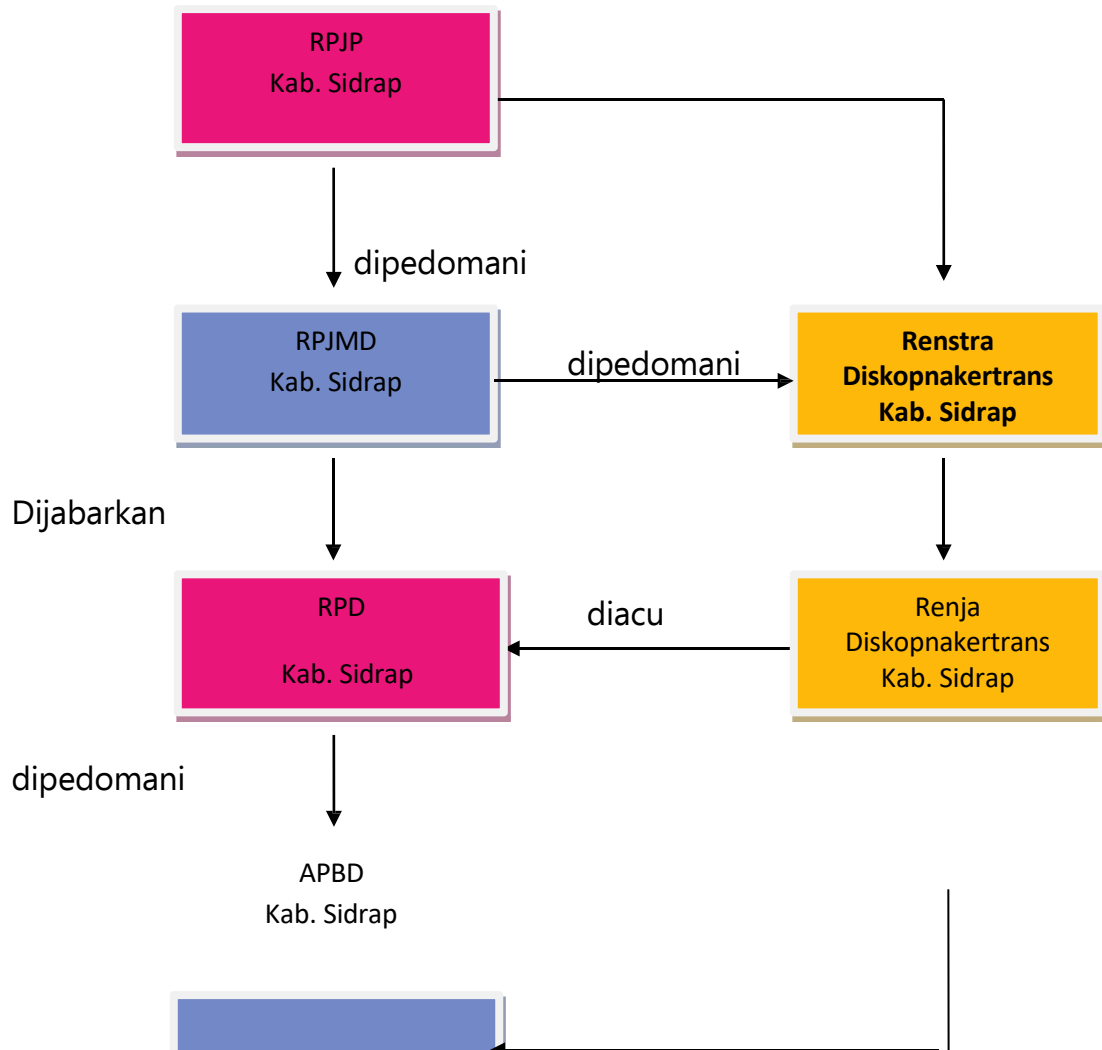 RPJP
Kab. Sidrap
dipedomani
RPJMD
Kab. Sidrap
dipedomani
Renstra
Diskopnakertrans
Kab. Sidrap
Dijabarkan
RPD
Kab. Sidrap
diacu
Renja
Diskopnakertrans
Kab. Sidrap
dipedomani
APBD
Kab. Sidrap